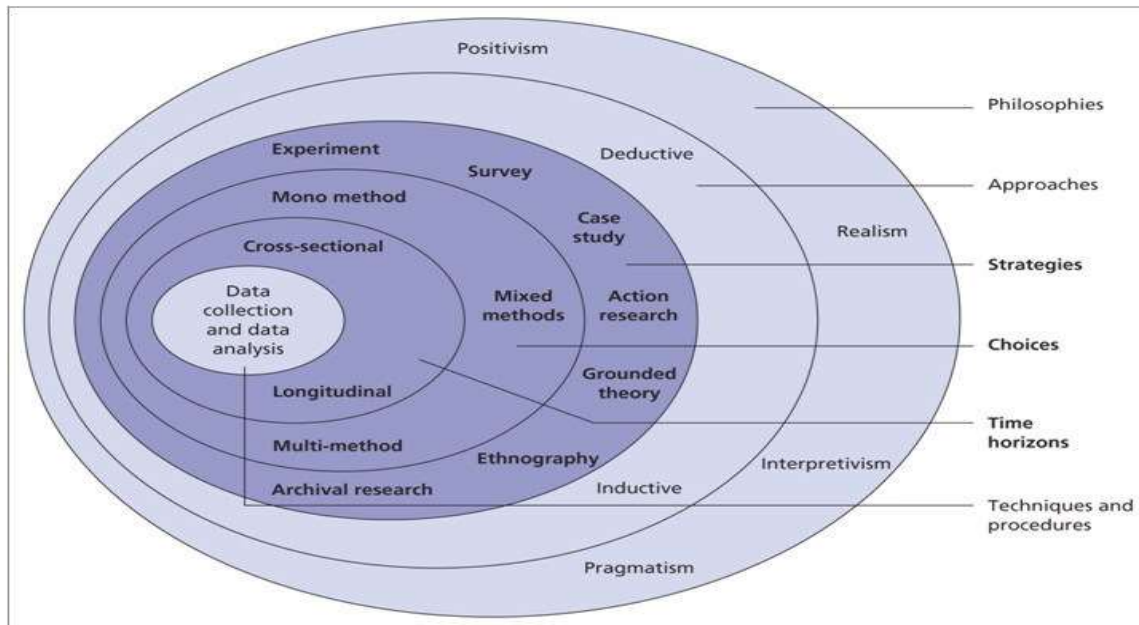 Positivism
Philosophies
Experiment
Deductive
Survey
Approaches
Mono method
Case
study
Realism
Cross-sectional
Strategies
Data
collection
and data
analysis
Mixed
methods
Action
research
Choices
Grounded
theory
Longitudinal
Time
horizons
Multi-method
Ethnography
Interpretivism
Archival research
Inductive
Techniques and
procedures
Pragmatism